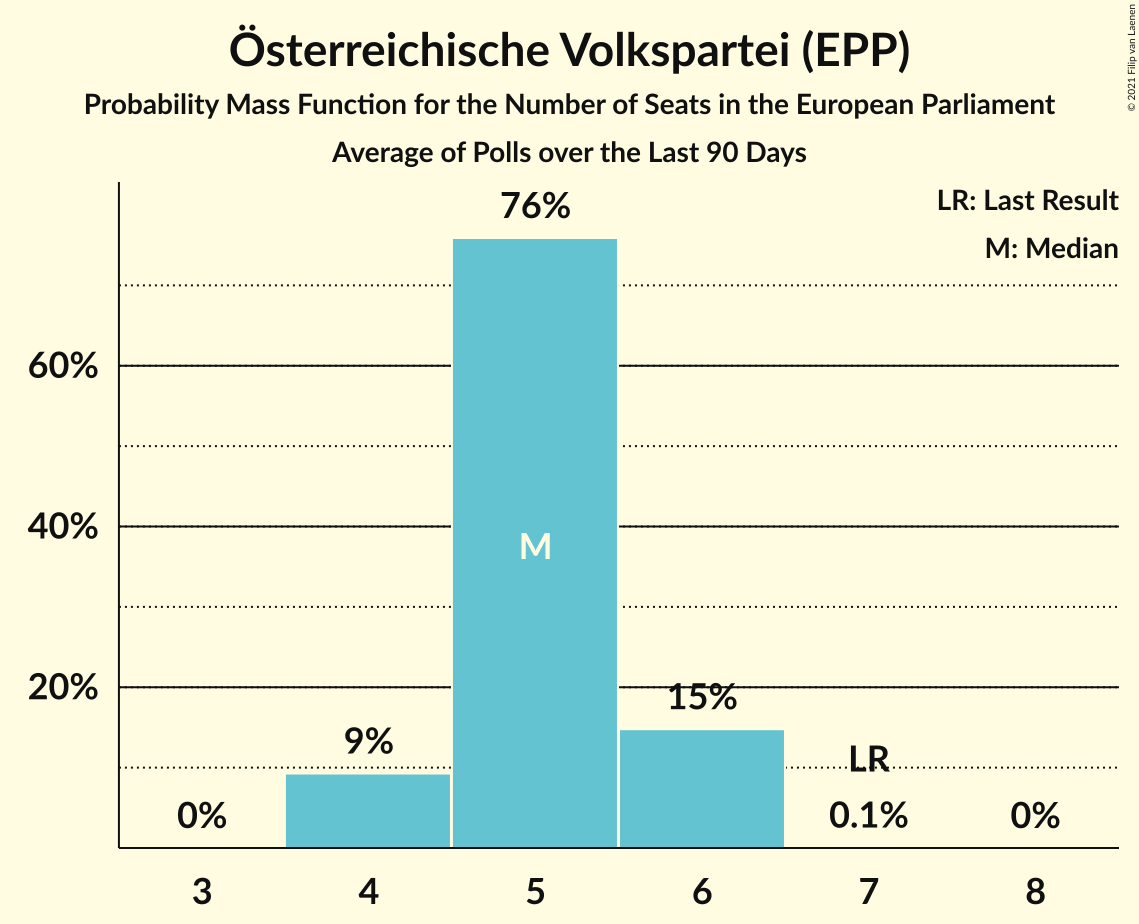 Österreichische Volkspartei (EPP)
Probability Mass Function for the Number of Seats in the European Parliament
Average of Polls over the Last 90 Days
© 2021 Filip van Laenen
LR: Last Result
M: Median
76%
60%
40%
M
20%
15%
9%
LR
0%
0.1%
0%
3 4 5 6 7 8